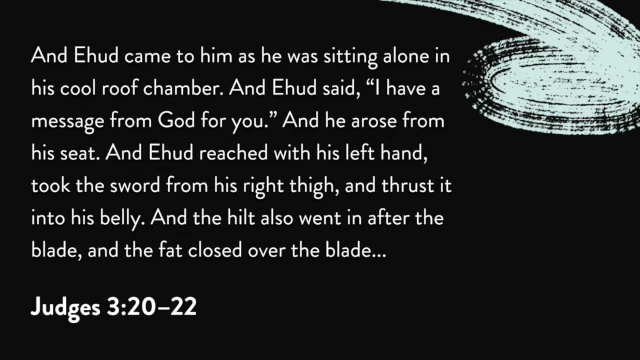 And Ehud came to him as he was sitting alone in
his cool roof chamber. And Ehud said, “I have a
message from God for you.” And he arose from
his seat. And Ehud reached with his left hand,
took the sword from his right thigh, and thrust it
into his belly. And the hilt also went in after the
blade, and the fat closed over the blade...
Judges 3:20–22